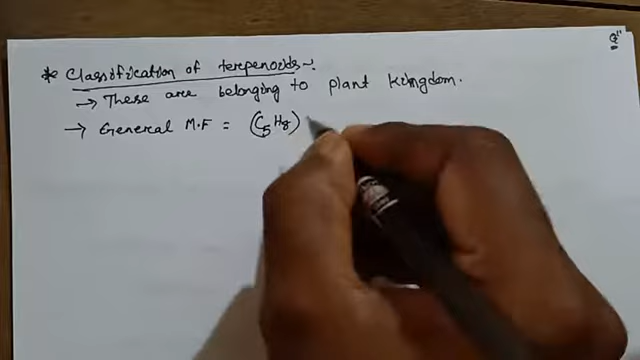 * Classification of terpenoids :-
→ These are belonging to plant kingdom.
→ General M.F = (C5H8)